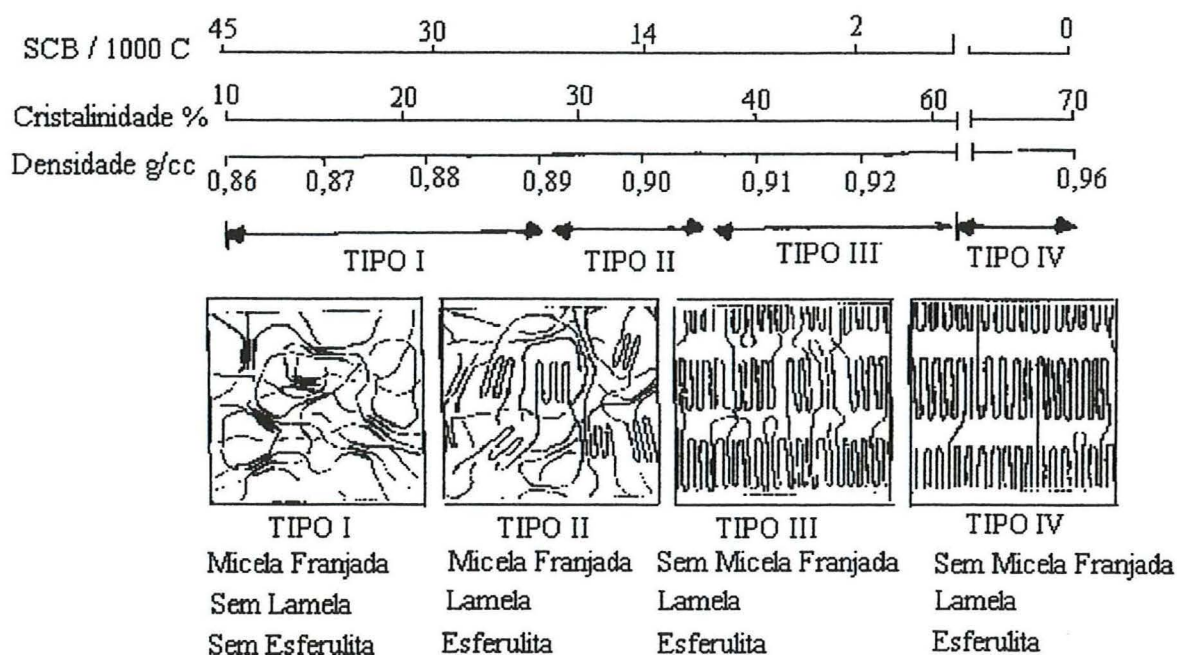 SCB / 1000 C 45 30 14 2 0
Cristalinidade % 10 20 30 40 60 70
Densidade g/cc
0,86 0,87 0,88 0,89 0,90 0,91 0,92 0,96
TIPO I TIPO II TIPO III TIPO IV
TIPO I TIPO II TIPO III TIPO IV
Micela Franjada Micela Franjada Sem Micela Franjada Sem Micela Franjada
Sem Lamela Lamela Lamela Lamela
Sem Esferulita Esferulita Esferulita Esferulita